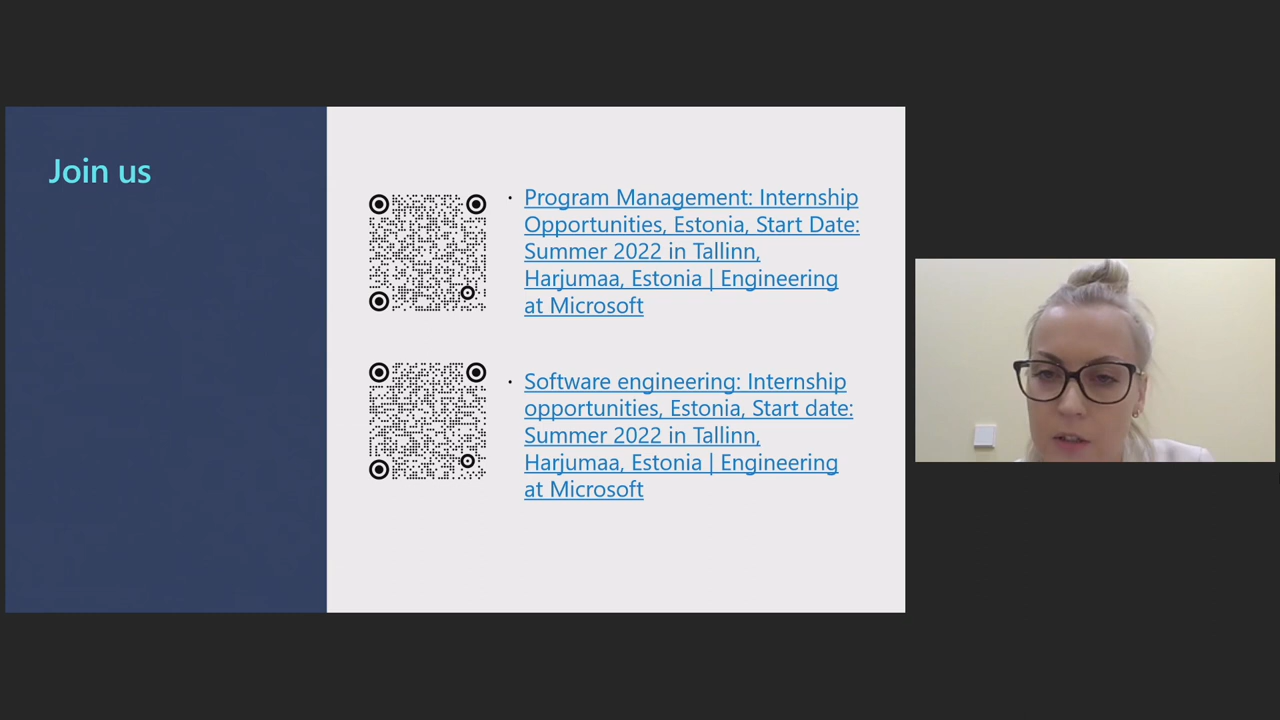 Join us
Program Management: Internship
Opportunities, Estonia, Start Date:
Summer 2022 in Tallinn,
Harjumaa, Estonia | Engineering
at Microsoft
Software engineering: Internship
opportunities, Estonia, Start date:
Summer 2022 in Tallinn,
Harjumaa, Estonia | Engineering
at Microsoft